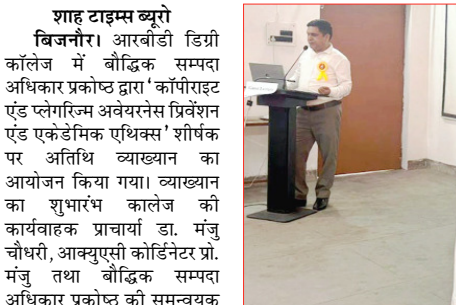 शाह टाइम्स ब्यूरो
बिजनौर। आरबीडी डिग्री
कॉलेज में बौद्धिक सम्पदा
अधिकार प्रकोष्ठ द्वारा ‘कॉपीराइट
एंड प्लेगरिज्म अवेयरनेस प्रिवेंशन
एंड एकेडेमिक एथिक्स’ शीर्षक
पर अतिथि व्याख्यान का
आयोजन किया गया। व्याख्यान
का शुभारंभ कालेज की
कार्यवाहक प्राचार्या डा. मंजु
चौधरी, आक्युएसी कोर्डिनेटर प्रो.
मंजु तथा बौद्धिक सम्पदा
अधिकार प्रकोष्ठ की समन्वयक